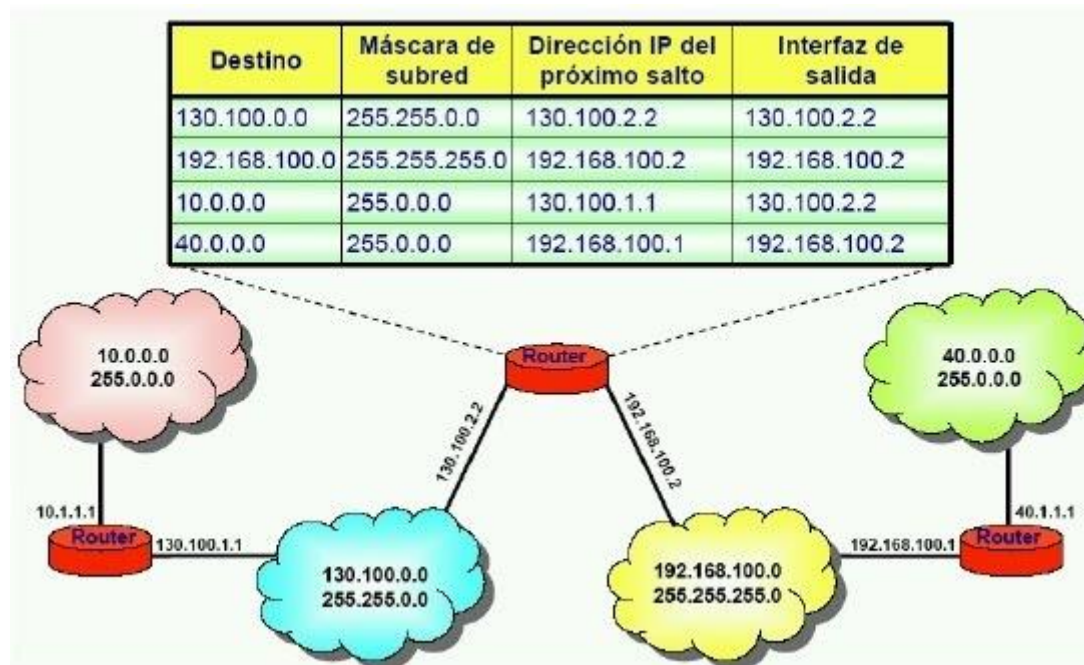 Destino
Máscara de subred
Dirección IP del próximo salto
Interfaz de salida
130.100.0.0 255.255.0.0 130.100.2.2 130.100.2.2
192.168.100.0 255.255.255.0 192.168.100.2 192.168.100.2
10.0.0.0 255.0.0.0 130.100.1.1 130.100.2.2
40.0.0.0 255.0.0.0 192.168.100.1 192.168.100.2
10.0.0.0
255.0.0.0
Router
40.0.0.0
255.0.0.0
130.100.2.2
192.168.100.2
10.1.1.1
Router
130.100.1.1
130.100.0.0
255.255.0.0
192.168.100.0
255.255.255.0
192.168.100.1
40.1.1.1
Router